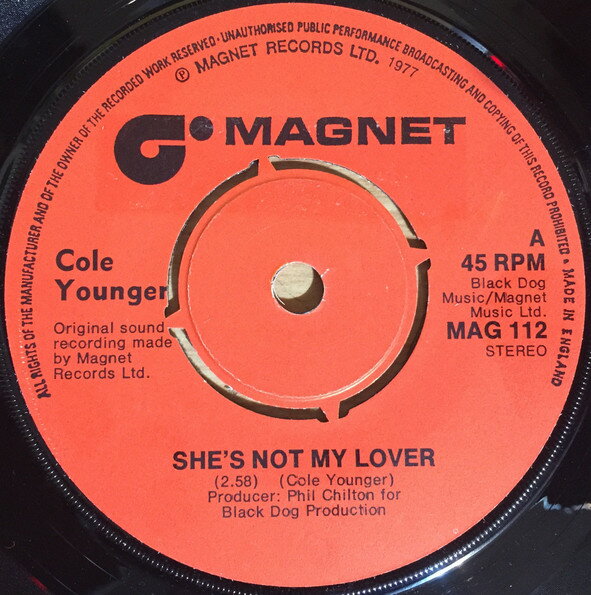 ALL RIGHTS OF THE MANUFACTURER AND OF THE OWNER OF THE RECORDED WORK RESERVED · UNAUTHORISED PUBLIC PERFORMANCE BROADCASTING AND COPYING OF THIS RECORD PROHIBITED · MADE IN ENGLAND
℗ MAGNET RECORDS LTD. 1977
MAGNET
Cole
Younger
Original sound
recording made
by Magnet
Records Ltd.
A
45 RPM
Black Dog
Music/Magnet
Music Ltd.
MAG 112
STEREO
SHE'S NOT MY LOVER
(2.58) (Cole Younger)
Producer: Phil Chilton for
Black Dog Production